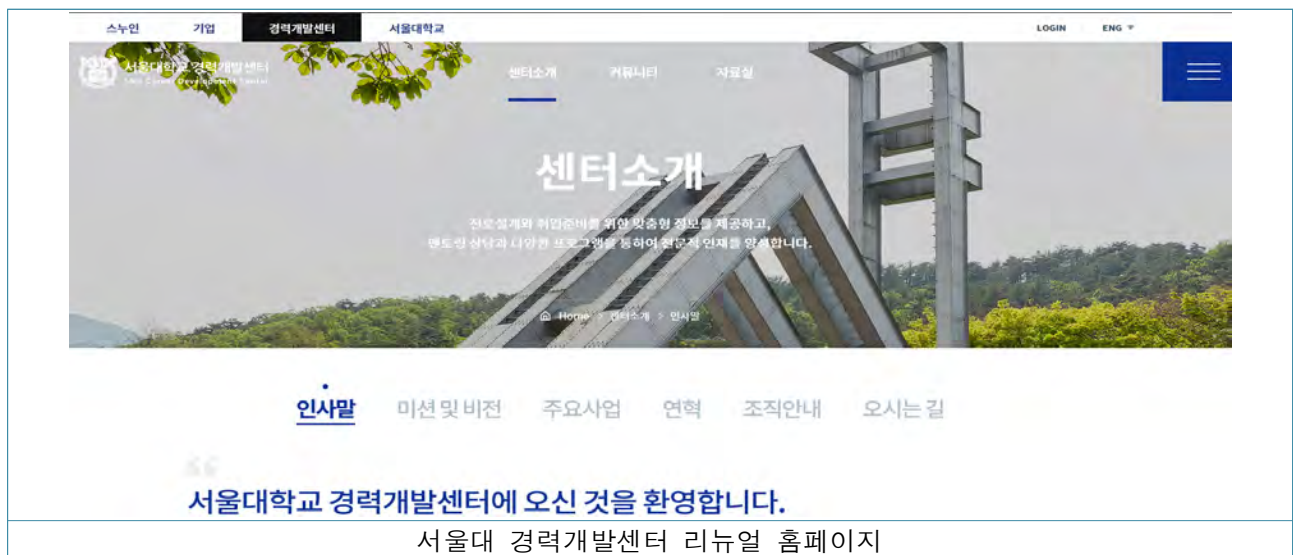 스누인 기업 경력개발센터 서울대학교 LOGIN ENG
서울대학교 경력개발센터
SNU Career Development Center
센터소개 커뮤니티 자료실
센터소개
진로설계와 취업준비를 위한 맞춤형 정보를 제공하고,
멘토링 상담과 다양한 프로그램을 통하여 전문적 인재를 양성합니다.
Home > 센터소개 > 인사말
인사말 미션 및 비전 주요사업 연혁 조직안내 오시는 길
“
서울대학교 경력개발센터에 오신 것을 환영합니다.
서울대 경력개발센터 리뉴얼 홈페이지